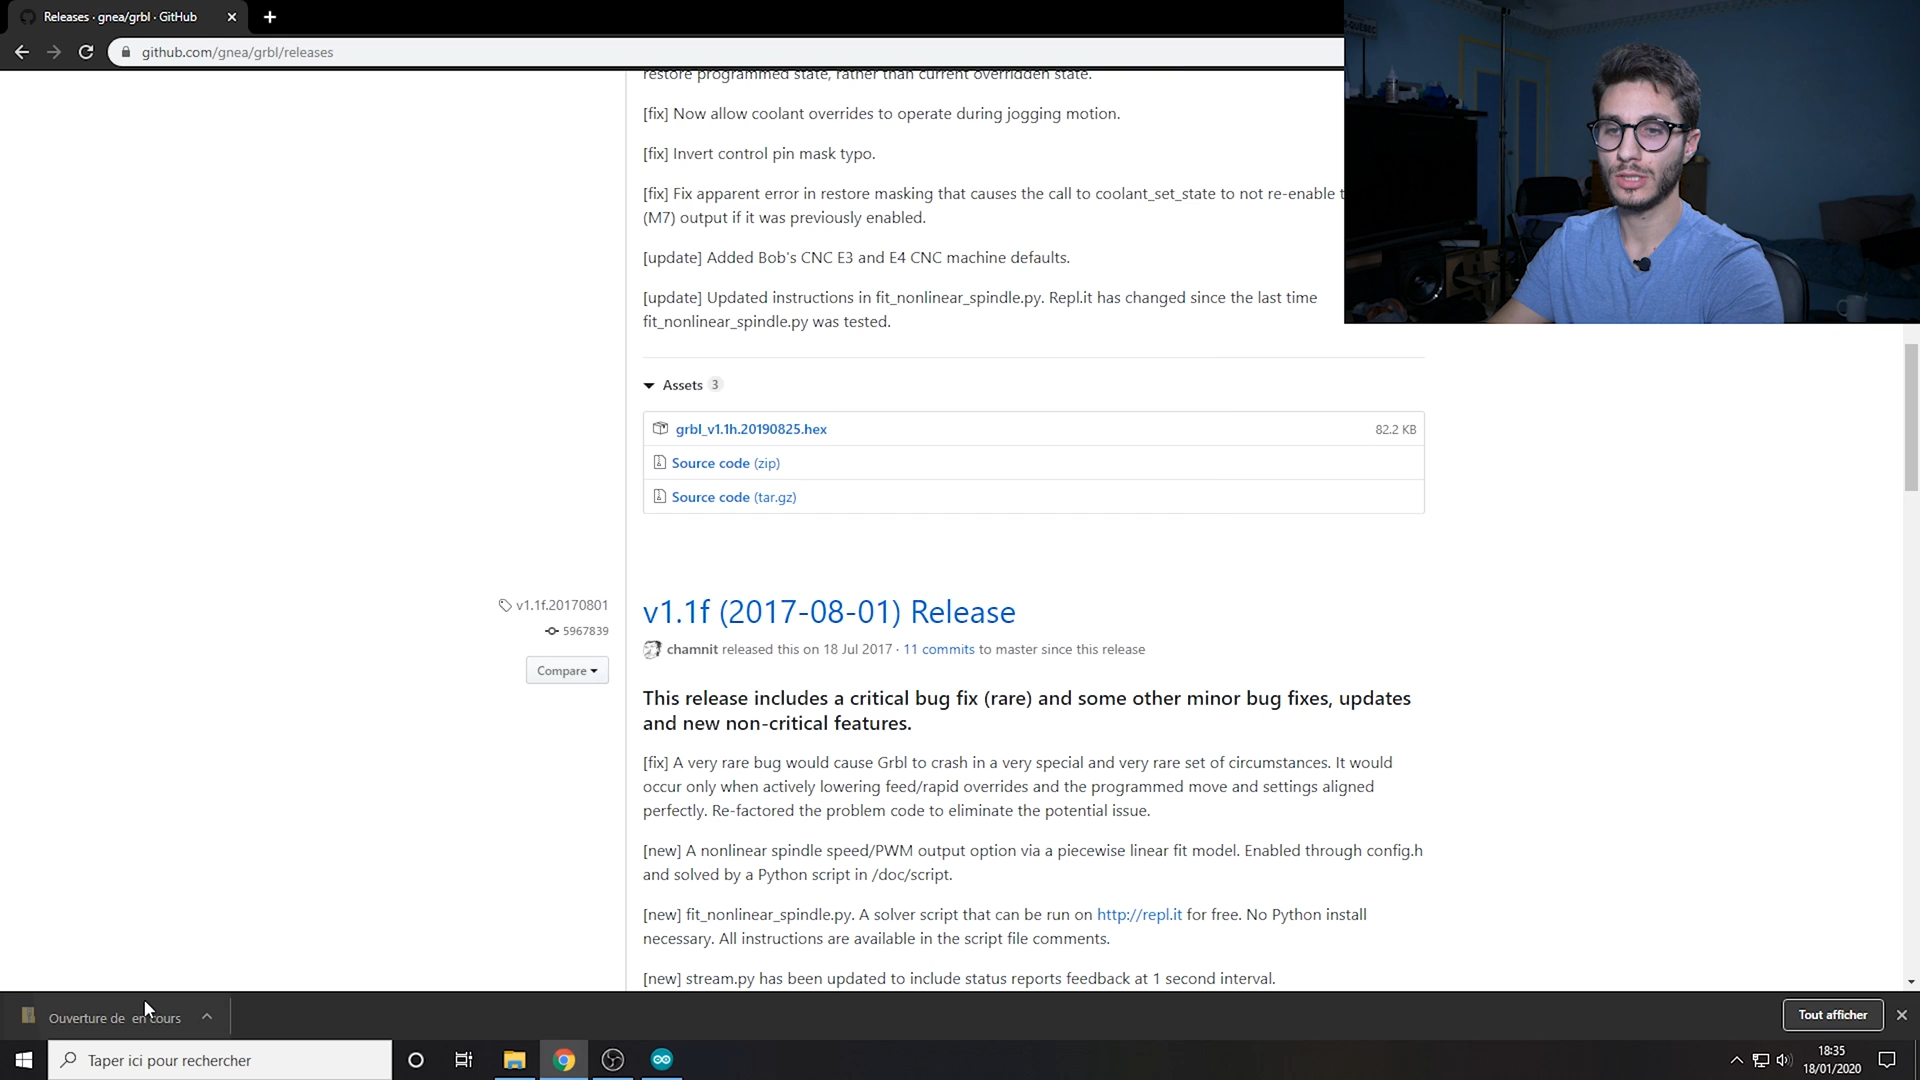 Releases · gnea/grbl · GitHub
github.com/gnea/grbl/releases
restore programmed state, rather than current overridden state.
[fix] Now allow coolant overrides to operate during jogging motion.
[fix] Invert control pin mask typo.
[fix] Fix apparent error in restore masking that causes the call to coolant_set_state to not re-enable
(M7) output if it was previously enabled.
[update] Added Bob's CNC E3 and E4 CNC machine defaults.
[update] Updated instructions in fit_nonlinear_spindle.py. Repl.it has changed since the last time
fit_nonlinear_spindle.py was tested.
Assets 3
grbl_v1.1h.20190825.hex 82.2 KB
Source code (zip)
Source code (tar.gz)
v1.1f.20170801
5967839
Compare
v1.1f (2017-08-01) Release
chamnit released this on 18 Jul 2017 · 11 commits to master since this release
This release includes a critical bug fix (rare) and some other minor bug fixes, updates
and new non-critical features.
[fix] A very rare bug would cause Grbl to crash in a very special and very rare set of circumstances. It would
occur only when actively lowering feed/rapid overrides and the programmed move and settings aligned
perfectly. Re-factored the problem code to eliminate the potential issue.
[new] A nonlinear spindle speed/PWM output option via a piecewise linear fit model. Enabled through config.h
and solved by a Python script in /doc/script.
[new] fit_nonlinear_spindle.py. A solver script that can be run on http://repl.it for free. No Python install
necessary. All instructions are available in the script file comments.
[new] stream.py has been updated to include status reports feedback at 1 second interval.
Ouverture de en cours
Tout afficher
Taper ici pour rechercher
18:35
18/01/2020